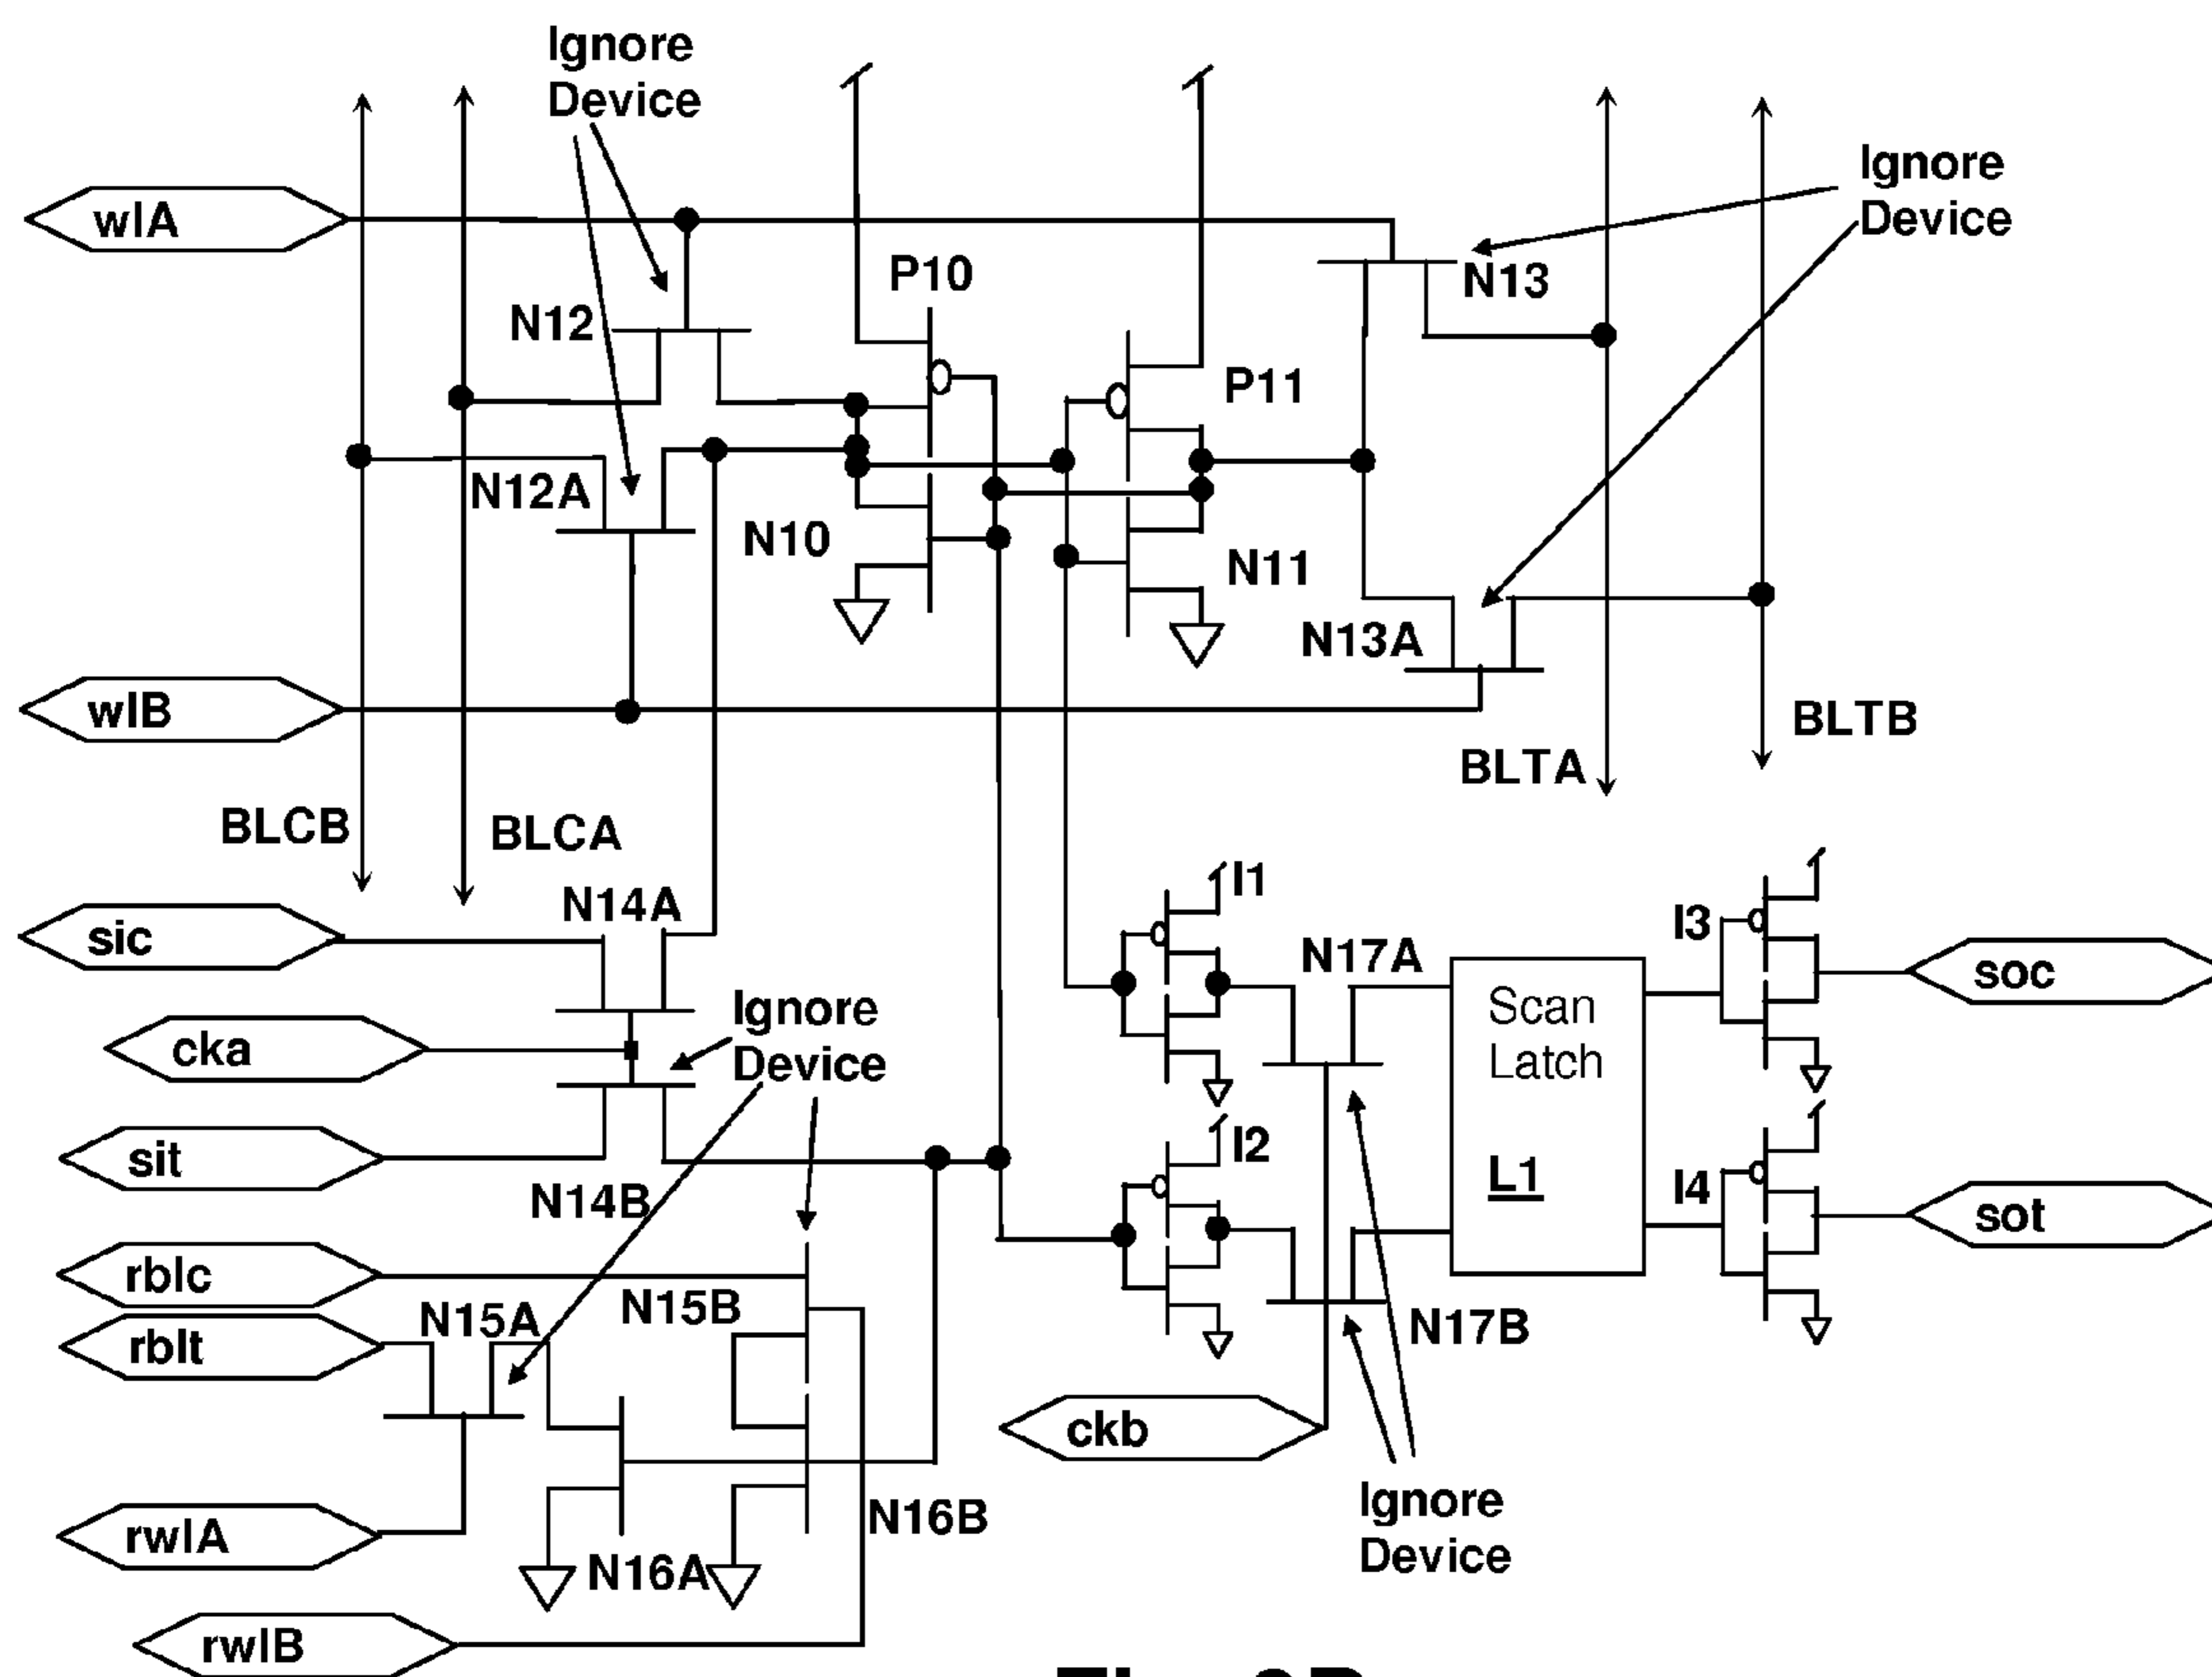 Ignore
Device
Ignore
Device
wlA
P10
N13
N12
P11
N12A
N10
N11
N13A
wlB
BLTB
BLTA
BLCB
BLCA
I1
N14A
I3
sic
N17A
soc
Ignore
Device
Scan
Latch
cka
I2
sit
L1
I4
N14B
sot
rblc
N15B
N15A
N17B
rblt
ckb
Ignore
Device
N16B
rwlA
N16A
rwlB